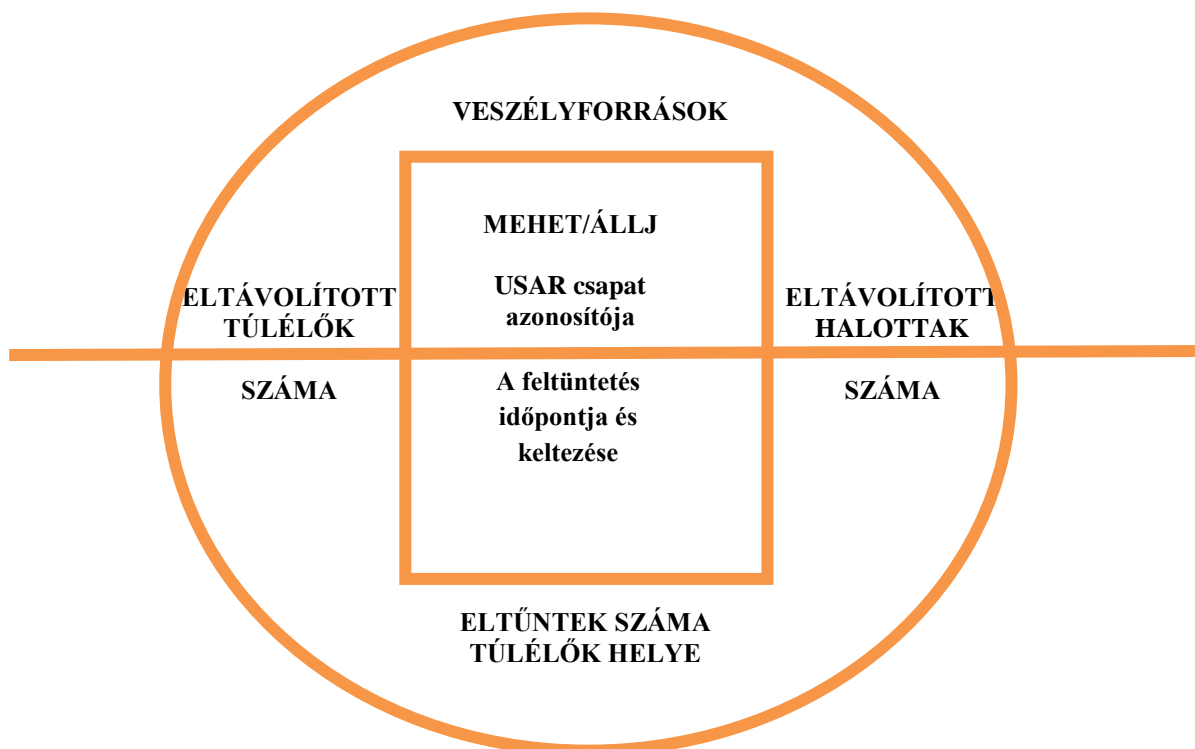 VESZÉLYFORRÁSOK
MEHET/ÁLLJ
USAR csapat
azonosítója
ELTÁVOLÍTOTT
TÚLÉLŐK
SZÁMA
ELTÁVOLÍTOTT
HALOTTAK
SZÁMA
A feltüntetés
időpontja és
keltezése
ELTŰNTEK SZÁMA
TÚLÉLŐK HELYE